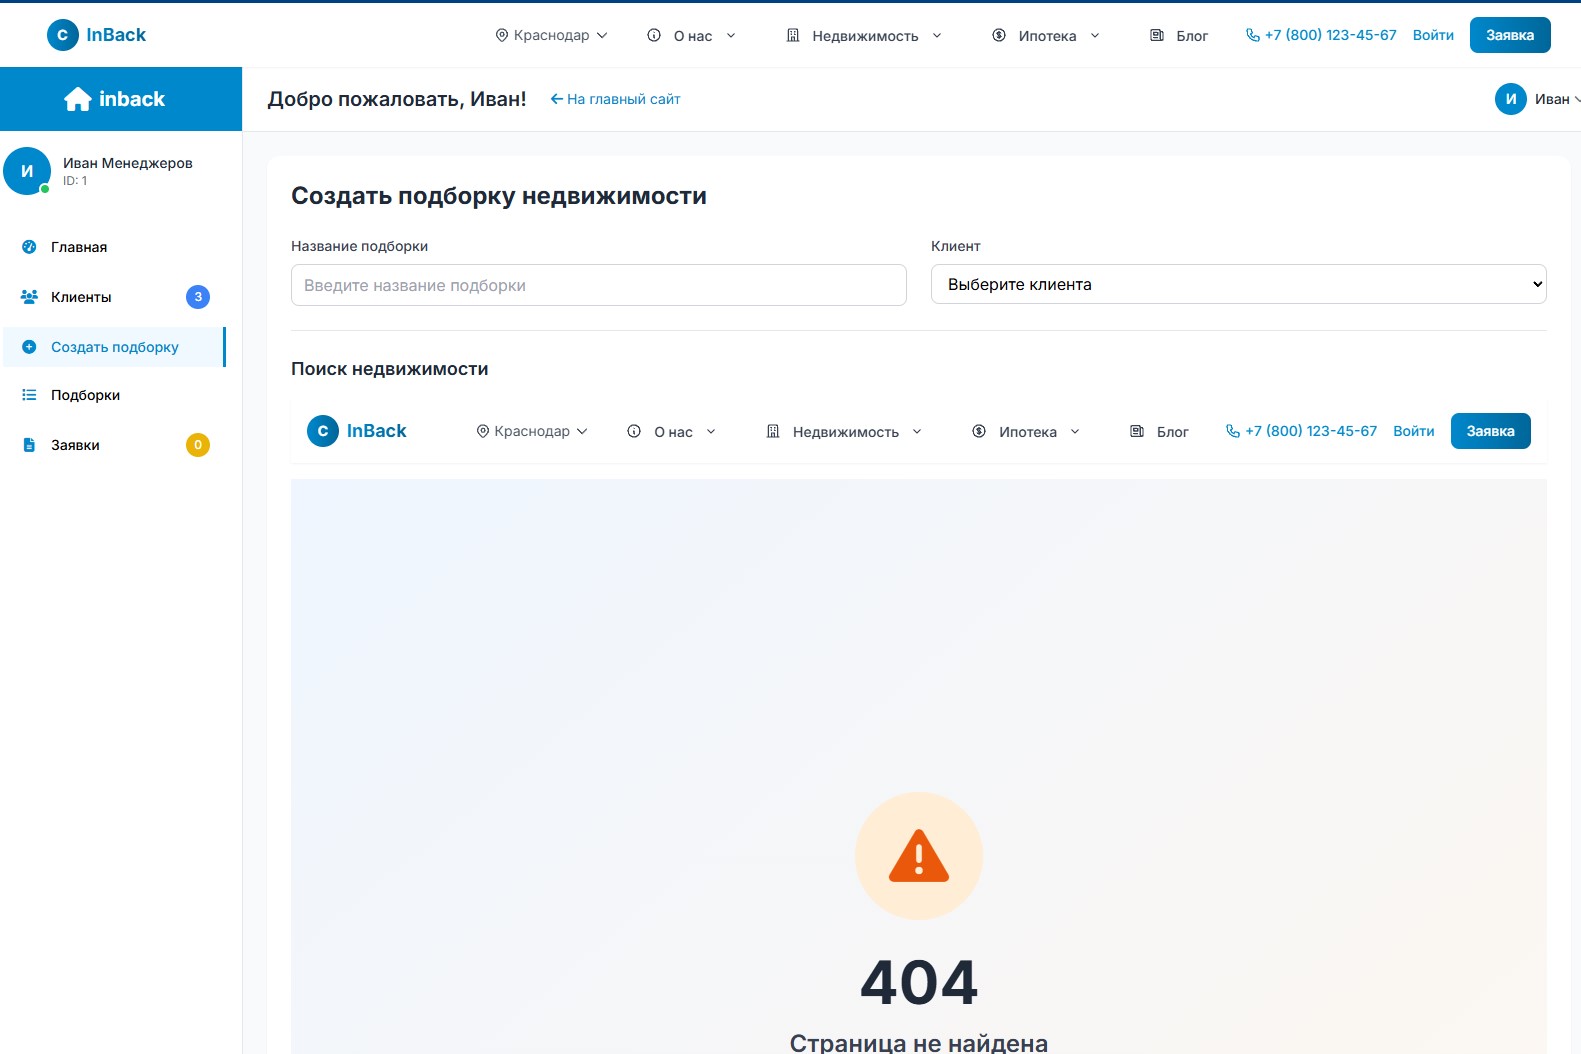 C InBack Краснодар О нас Недвижимость Ипотека Блог +7 (800) 123-45-67 Войти Заявка
inback
Добро пожаловать, Иван! На главный сайт
И Иван
И
Иван Менеджеров
ID: 1
Главная
Клиенты 3
Создать подборку
Подборки
Заявки 0
Создать подборку недвижимости
Название подборки
Введите название подборки
Клиент
Выберите клиента
Поиск недвижимости
C InBack Краснодар О нас Недвижимость Ипотека Блог +7 (800) 123-45-67 Войти Заявка
404
Страница не найдена